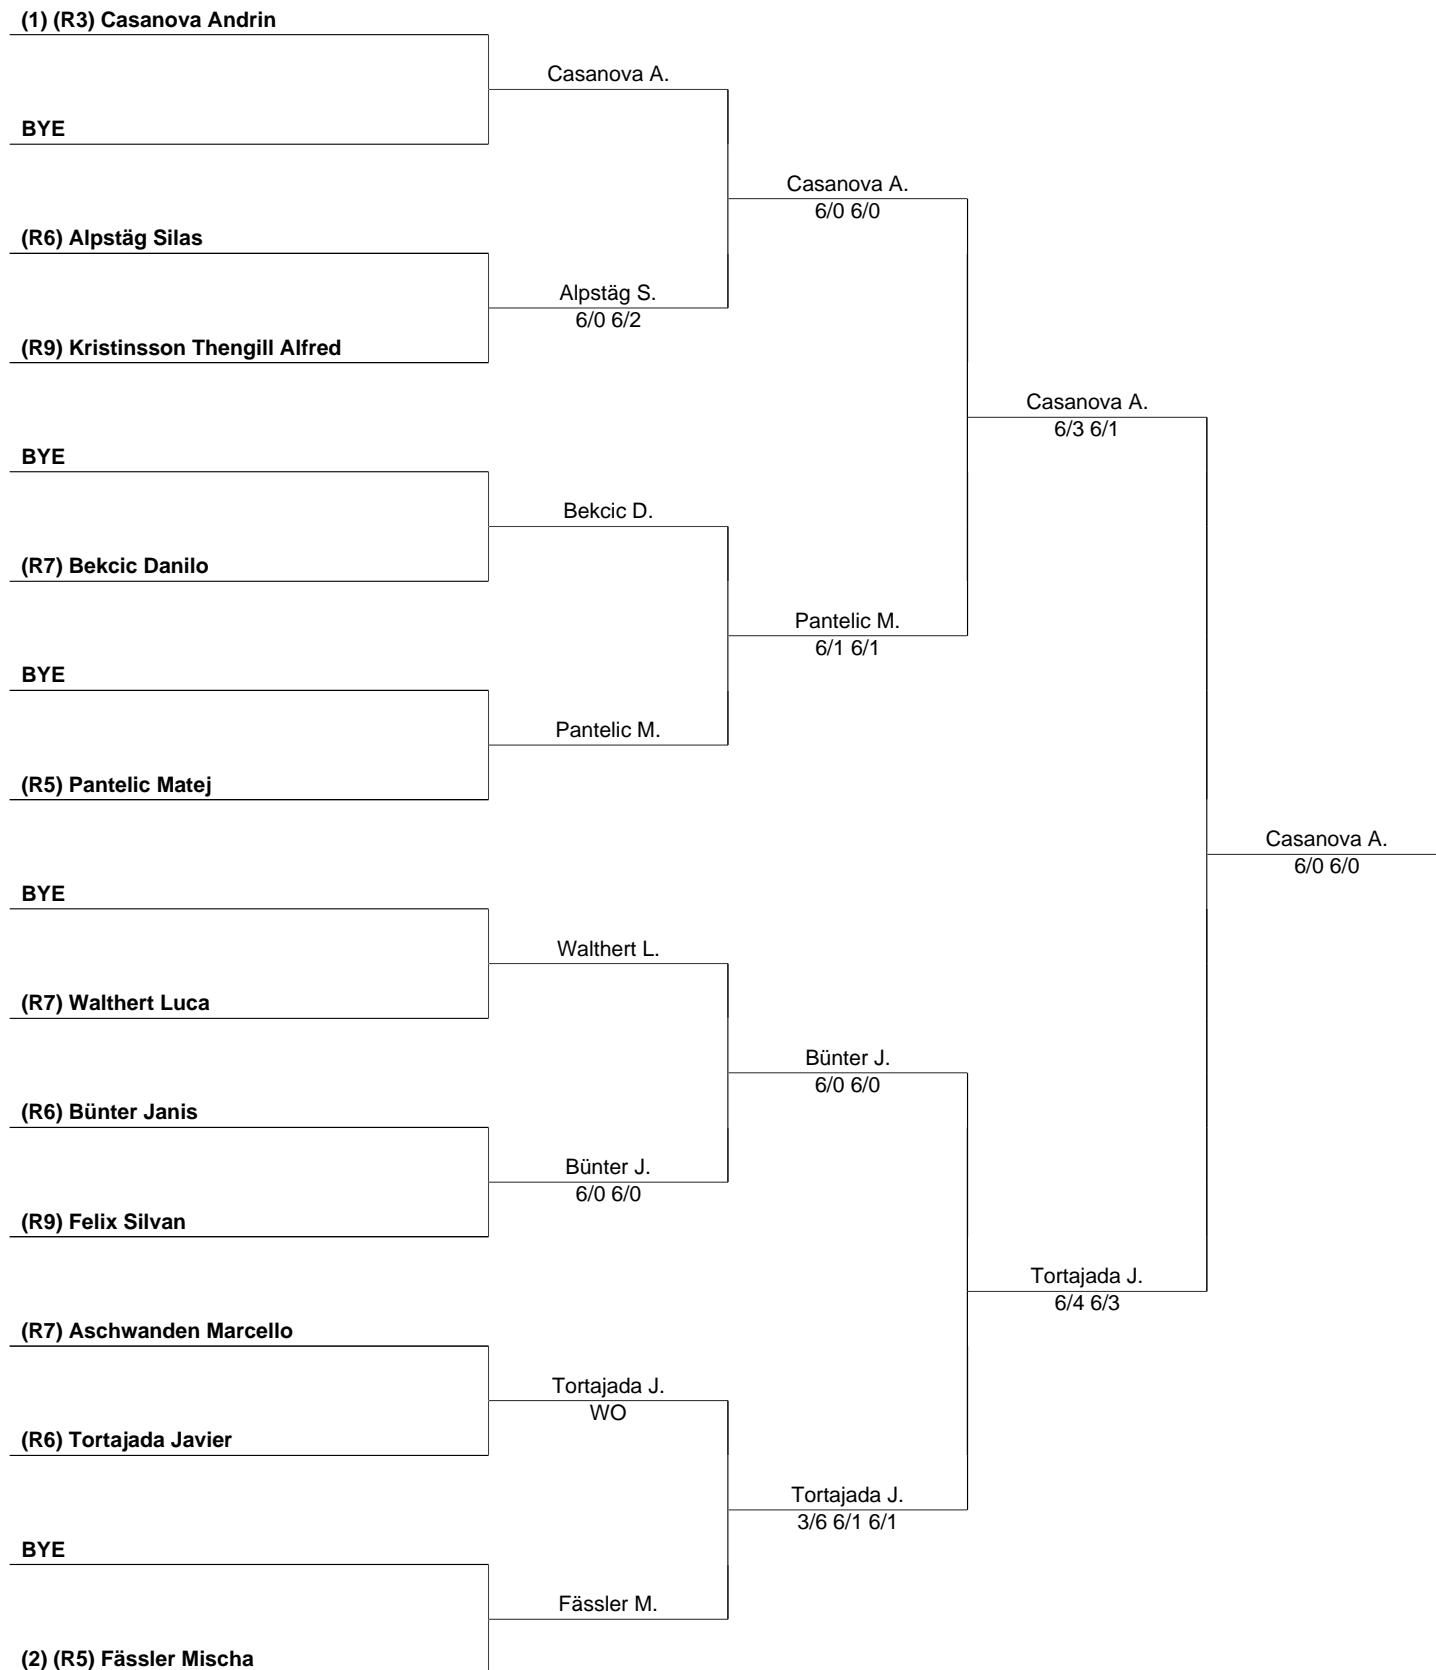 (1) (R3) Casanova Andrin
Casanova A.
BYE
Casanova A.
6/0 6/0
(R6) Alpstäg Silas
Alpstäg S.
6/0 6/2
(R9) Kristinsson Thengill Alfred
Casanova A.
6/3 6/1
BYE
Bekcic D.
(R7) Bekcic Danilo
Pantelic M.
6/1 6/1
BYE
Pantelic M.
(R5) Pantelic Matej
Casanova A.
6/0 6/0
BYE
Walthert L.
(R7) Walthert Luca
Bünter J.
6/0 6/0
(R6) Bünter Janis
Bünter J.
6/0 6/0
(R9) Felix Silvan
Tortajada J.
6/4 6/3
(R7) Aschwanden Marcello
Tortajada J.
WO
(R6) Tortajada Javier
Tortajada J.
3/6 6/1 6/1
BYE
Fässler M.
(2) (R5) Fässler Mischa